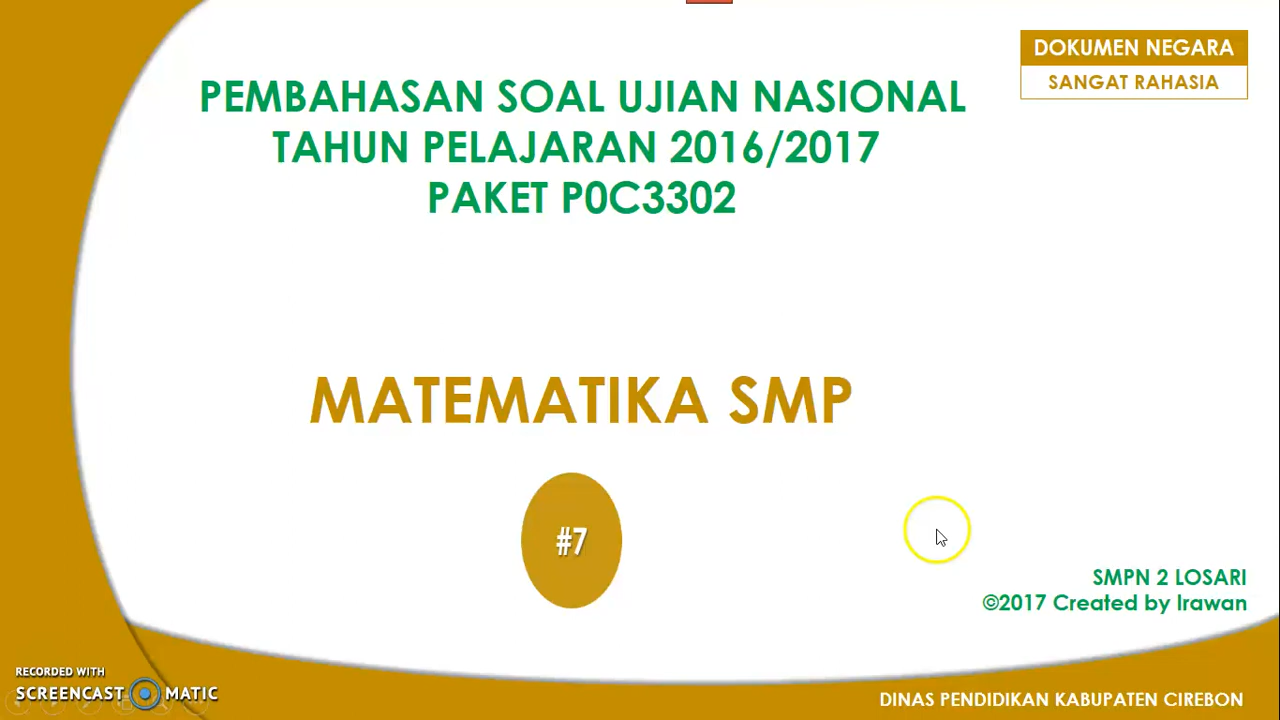 DOKUMEN NEGARA
SANGAT RAHASIA
PEMBAHASAN SOAL UJIAN NASIONAL
TAHUN PELAJARAN 2016/2017
PAKET P0C3302
MATEMATIKA SMP
#7
SMPN 2 LOSARI
©2017 Created by Irawan
RECORDED WITH
SCREENCAST MATIC
DINAS PENDIDIKAN KABUPATEN CIREBON